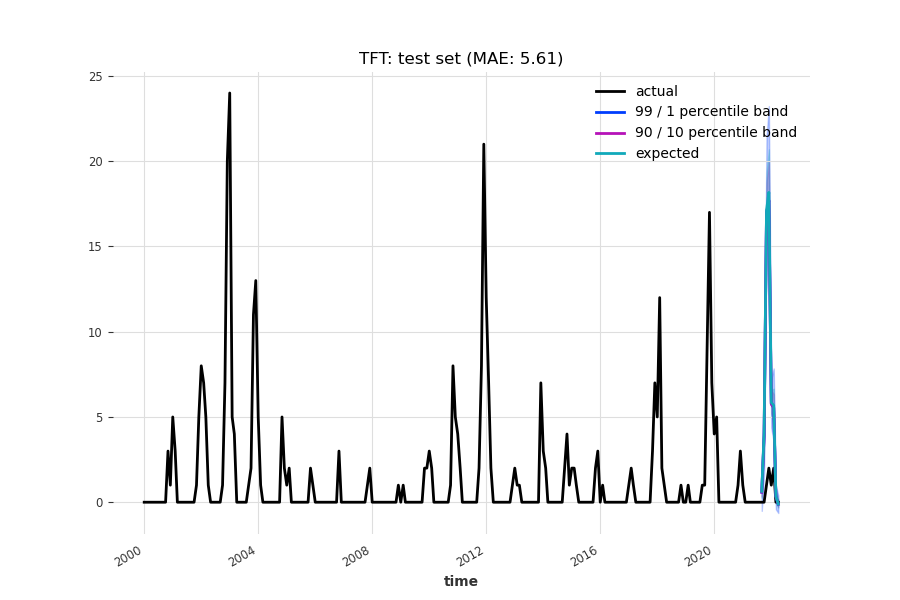 TFT: test set (MAE: 5.61)
actual
99 / 1 percentile band
90 / 10 percentile band
expected
25
20
15
10
5
0
2000
2004
2008
2012
2016
2020
time